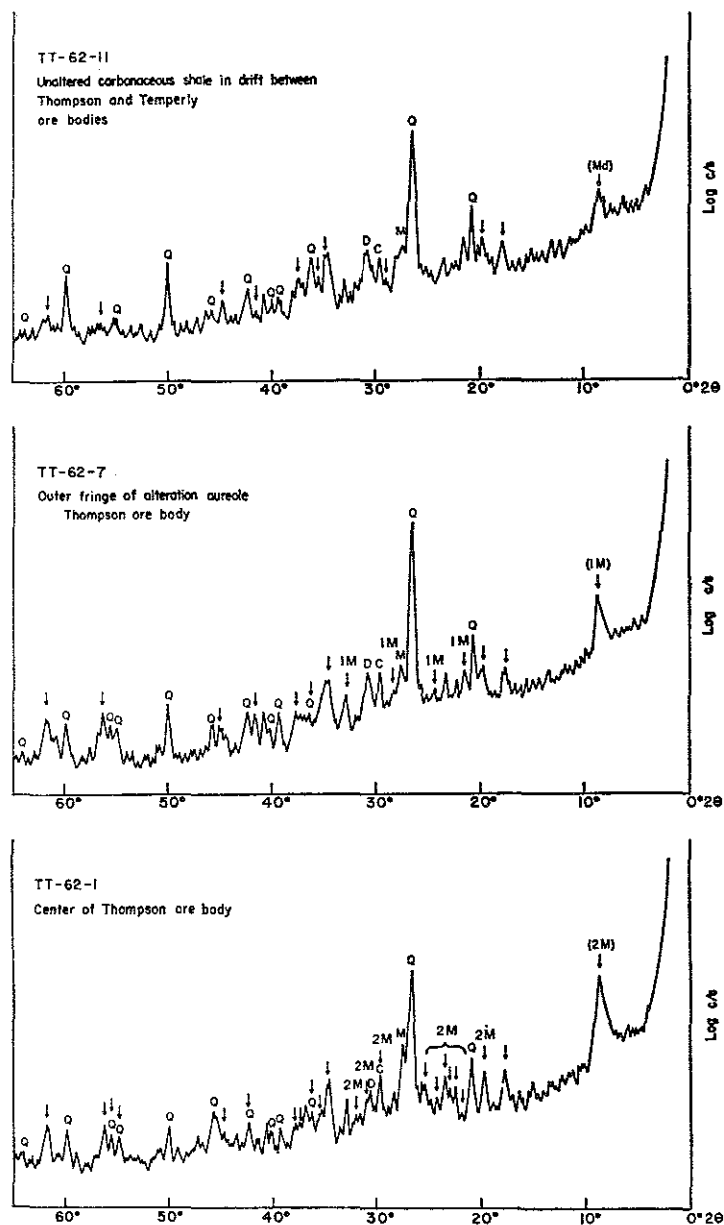 TT-62-11
Unaltered carbonaceous shale in drift between
Thompson and Temperly
ore bodies
Q
(Md)
Q
Q
Q
D
C
M
Q
Q
Q
Q
Q
Q
Q
Log c/s
60° 50° 40° 30° 20° 10° 0°2θ
TT-62-7
Outer fringe of alteration aureole
Thompson ore body
Q
(1M)
Q
1M
1M
1M
1M
D C
M
Q
Q
Q
Q
Q
Q
Q
Q
Q
Q
Log c/s
60° 50° 40° 30° 20° 10° 0°2θ
TT-62-1
Center of Thompson ore body
Q
(2M)
2M
2M
M
Q
2M
2M
2M
D
C
Q
Q
Q
Q
Q
Q
Q
Q
Q
Q
Log c/s
60° 50° 40° 30° 20° 10° 0°2θ